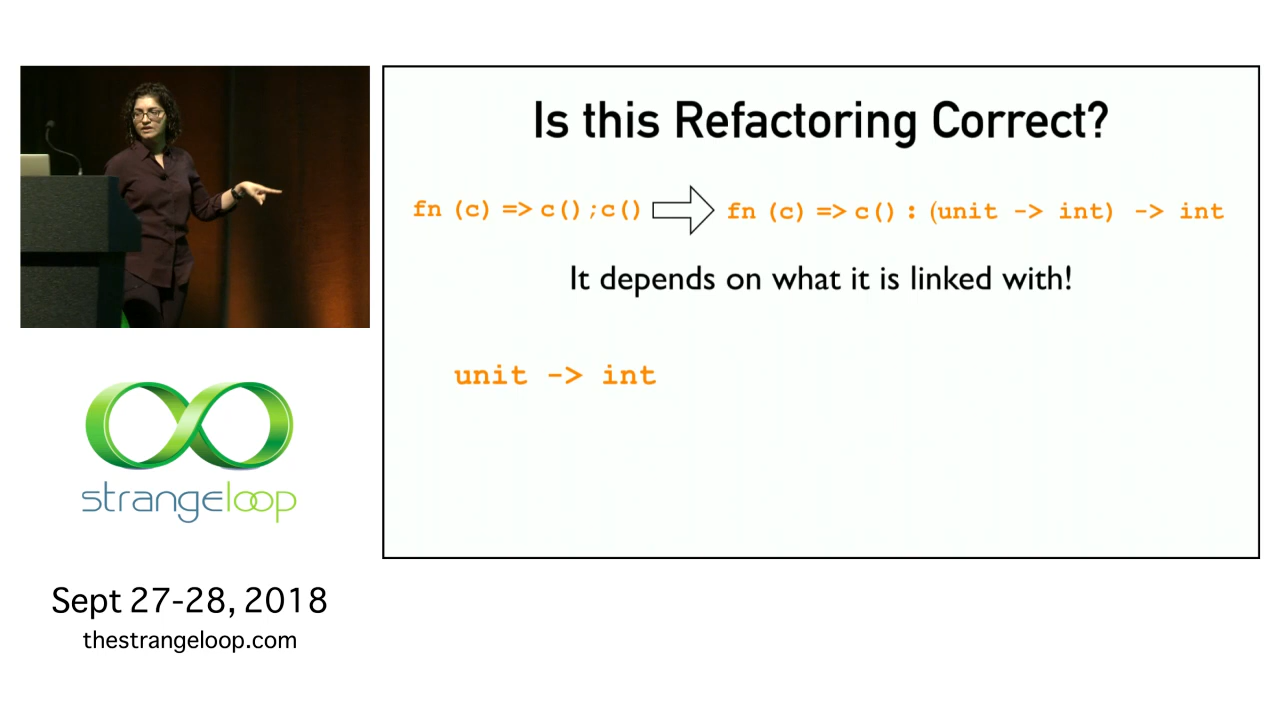 Is this Refactoring Correct?
fn (c) => c();c() fn (c) => c() : (unit -> int) -> int
It depends on what it is linked with!
unit -> int
strangeloop
Sept 27-28, 2018
thestrangeloop.com